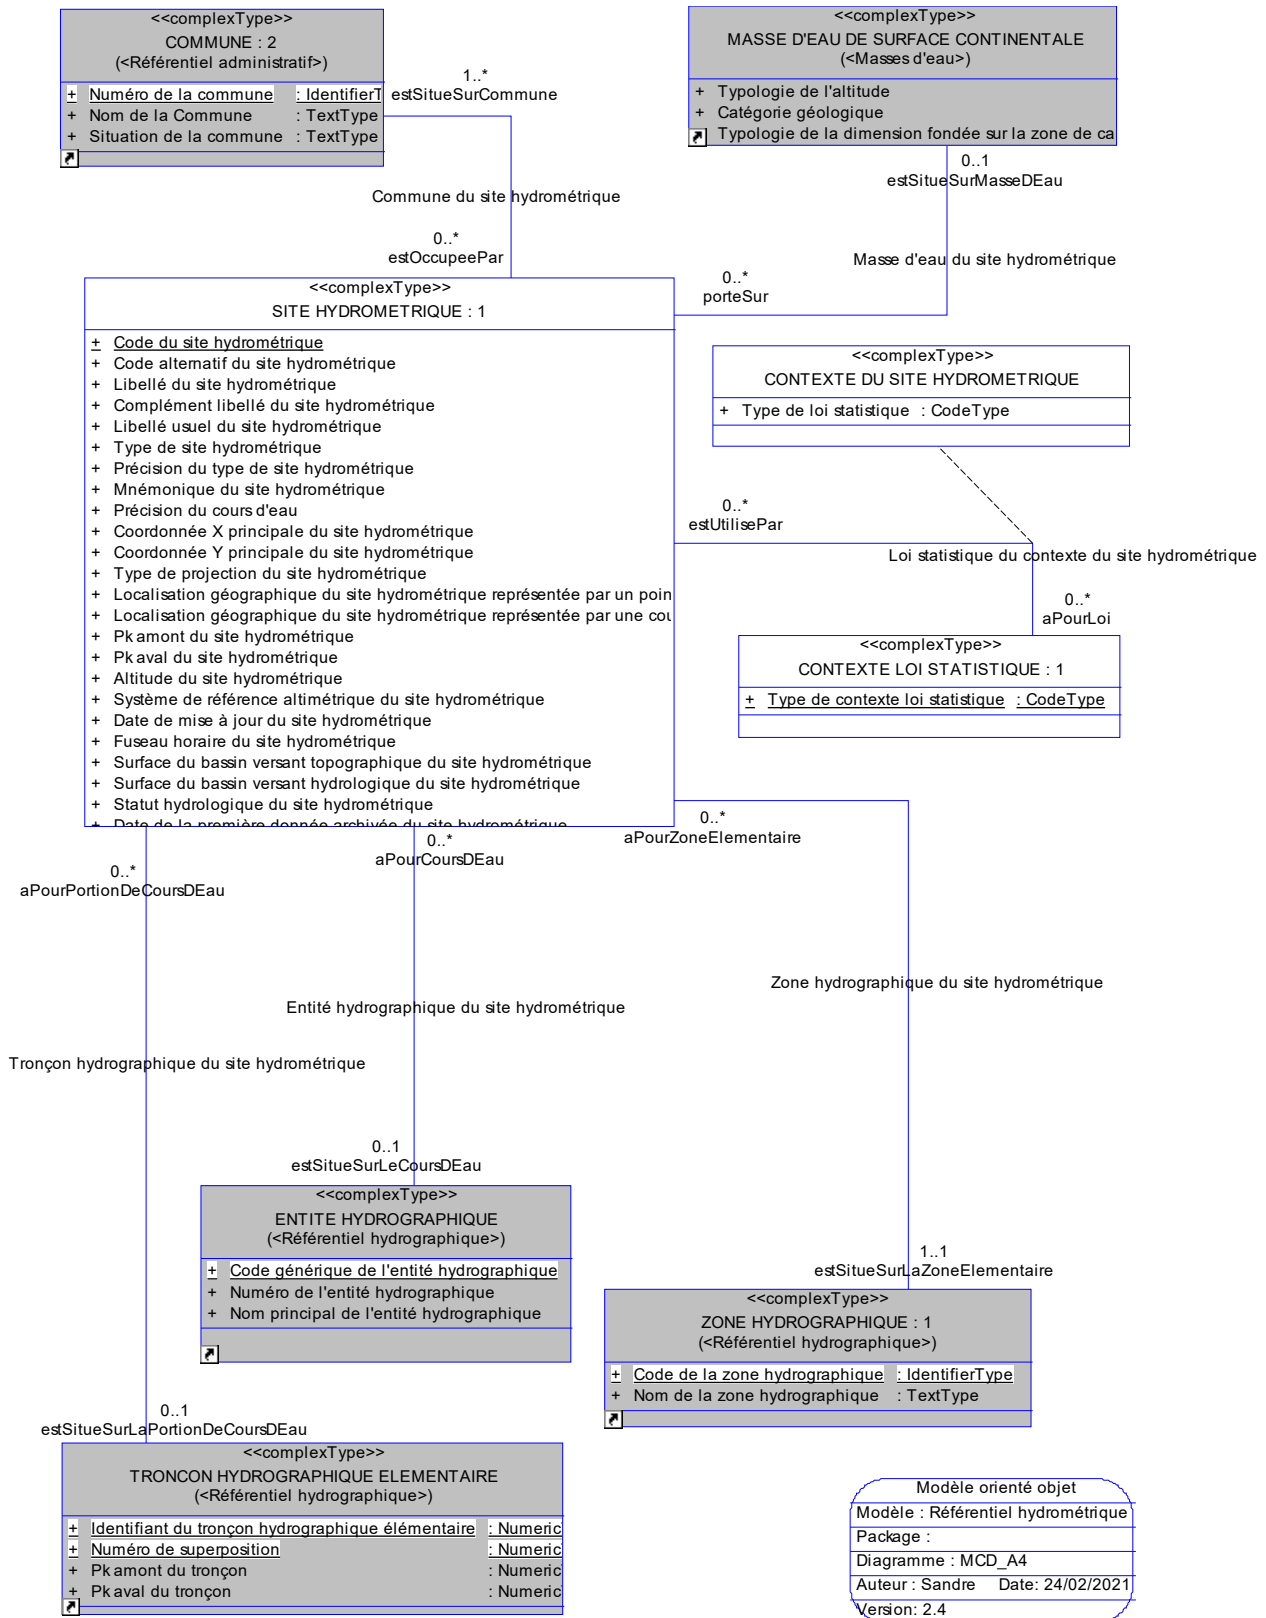 <<complexType>>
COMMUNE : 2
(<Référentiel administratif>)
+ Numéro de la commune : IdentifierT
+ Nom de la Commune : TextType
+ Situation de la commune : TextType
1..*
estSitueSurCommune
Commune du site hydrométrique
0..*
estOccupeePar
<<complexType>>
MASSE D'EAU DE SURFACE CONTINENTALE
(<Masses d'eau>)
+ Typologie de l'altitude
+ Catégorie géologique
Typologie de la dimension fondée sur la zone de ca
0..1
estSitueSurMasseDEau
Masse d'eau du site hydrométrique
0..*
porteSur
<<complexType>>
SITE HYDROMETRIQUE : 1
+ Code du site hydrométrique
+ Code alternatif du site hydrométrique
+ Libellé du site hydrométrique
+ Complément libellé du site hydrométrique
+ Libellé usuel du site hydrométrique
+ Type de site hydrométrique
+ Précision du type de site hydrométrique
+ Mnémonique du site hydrométrique
+ Précision du cours d'eau
+ Coordonnée X principale du site hydrométrique
+ Coordonnée Y principale du site hydrométrique
+ Type de projection du site hydrométrique
+ Localisation géographique du site hydrométrique représentée par un poin
+ Localisation géographique du site hydrométrique représentée par une cou
+ Pk amont du site hydrométrique
+ Pk aval du site hydrométrique
+ Altitude du site hydrométrique
+ Système de référence altimétrique du site hydrométrique
+ Date de mise à jour du site hydrométrique
+ Fuseau horaire du site hydrométrique
+ Surface du bassin versant topographique du site hydrométrique
+ Surface du bassin versant hydrologique du site hydrométrique
+ Statut hydrologique du site hydrométrique
+ Date de la première donnée archivée du site hydrométrique
<<complexType>>
CONTEXTE DU SITE HYDROMETRIQUE
+ Type de loi statistique : CodeType
0..*
estUtilisePar
Loi statistique du contexte du site hydrométrique
0..*
aPourLoi
<<complexType>>
CONTEXTE LOI STATISTIQUE : 1
+ Type de contexte loi statistique : CodeType
0..*
aPourZoneElementaire
0..*
aPourCoursDEau
0..*
aPourPortionDeCoursDEau
Zone hydrographique du site hydrométrique
Entité hydrographique du site hydrométrique
Tronçon hydrographique du site hydrométrique
0..1
estSitueSurLeCoursDEau
<<complexType>>
ENTITE HYDROGRAPHIQUE
(<Référentiel hydrographique>)
+ Code générique de l'entité hydrographique
+ Numéro de l'entité hydrographique
+ Nom principal de l'entité hydrographique
1..1
estSitueSurLaZoneElementaire
<<complexType>>
ZONE HYDROGRAPHIQUE : 1
(<Référentiel hydrographique>)
+ Code de la zone hydrographique : IdentifierType
+ Nom de la zone hydrographique : TextType
0..1
estSitueSurLaPortionDeCoursDEau
<<complexType>>
TRONCON HYDROGRAPHIQUE ELEMENTAIRE
(<Référentiel hydrographique>)
+ Identifiant du tronçon hydrographique élémentaire : Numeric
+ Numéro de superposition : Numeric
+ Pk amont du tronçon : Numeric
+ Pk aval du tronçon : Numeric
Modèle orienté objet
Modèle : Référentiel hydrométrique
Package :
Diagramme : MCD_A4
Auteur : Sandre Date: 24/02/2021
Version: 2.4